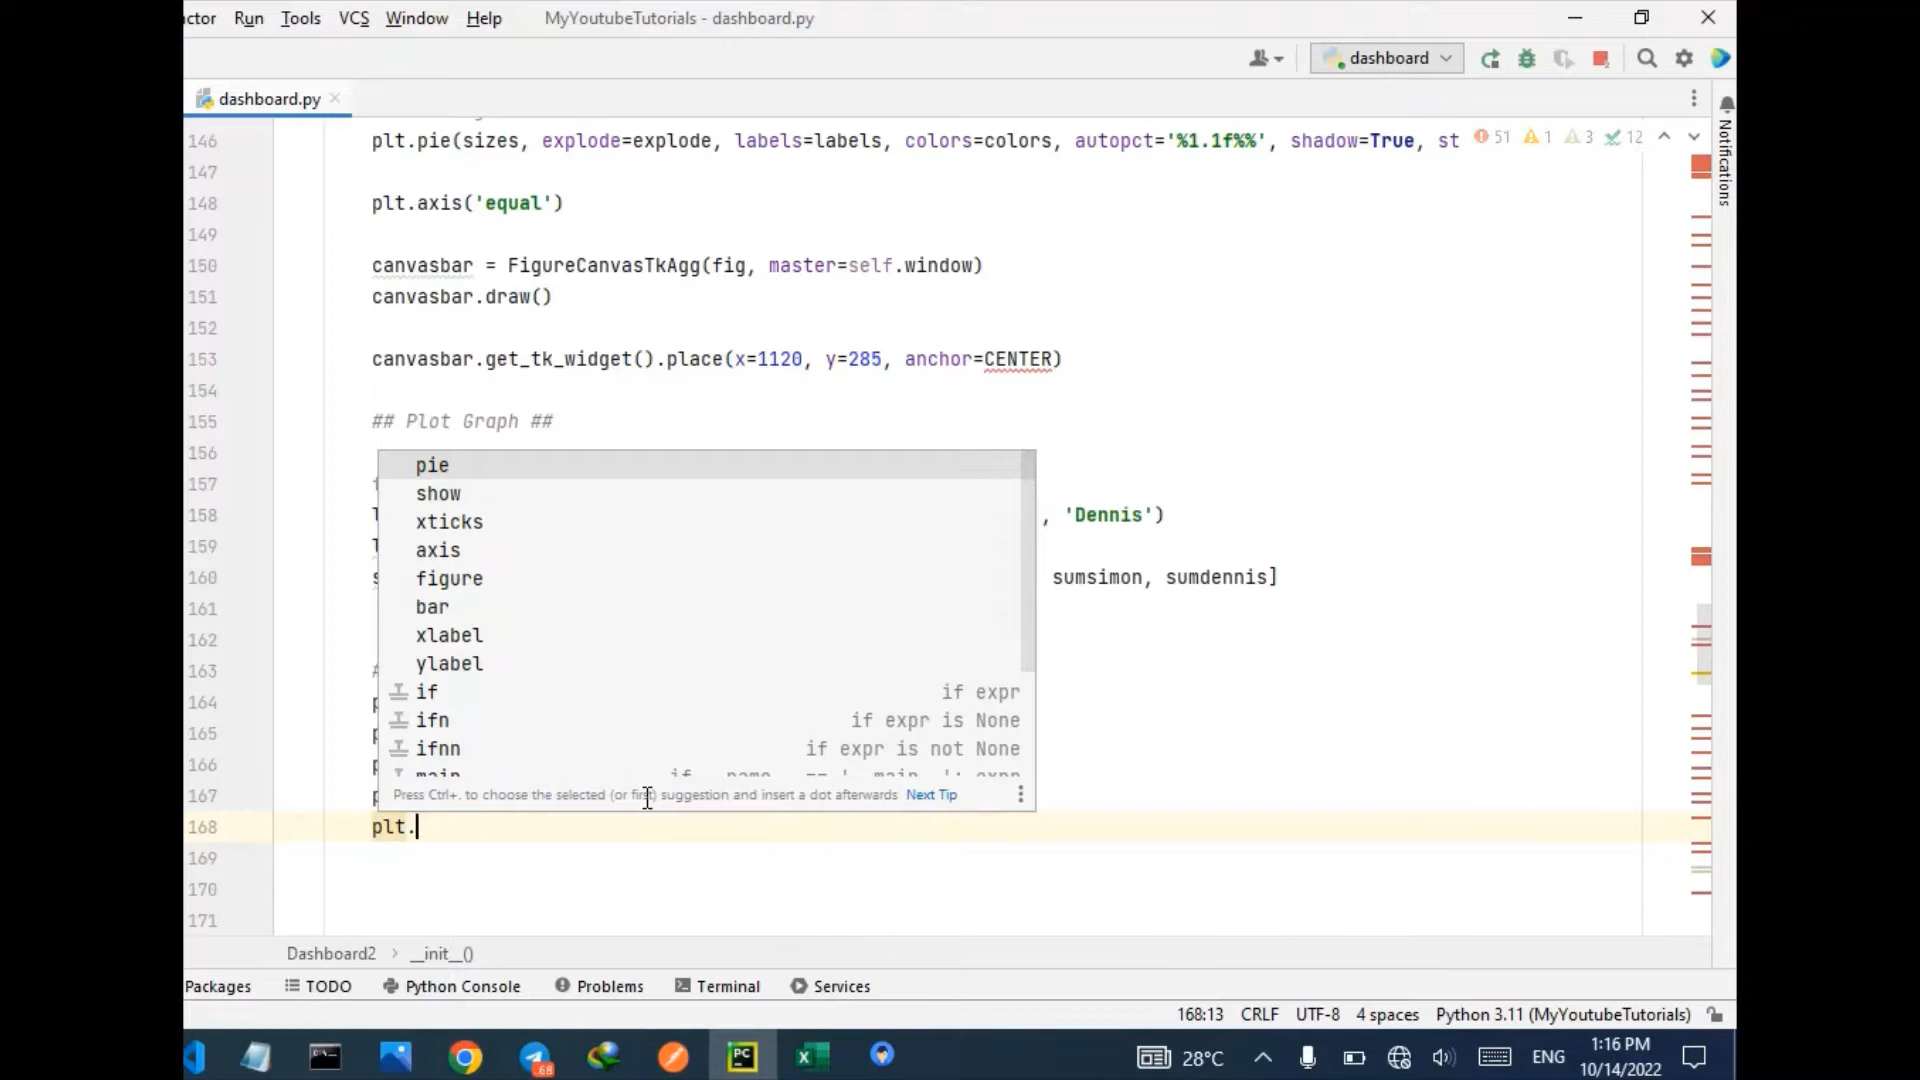 ctor Run Tools VCS Window Help MyYoutubeTutorials - dashboard.py
dashboard
dashboard.py
146 plt.pie(sizes, explode=explode, labels=labels, colors=colors, autopct='%1.1f%%', shadow=True, st 51 1 3 12
147
148 plt.axis('equal')
149
150 canvasbar = FigureCanvasTkAgg(fig, master=self.window)
151 canvasbar.draw()
152
153 canvasbar.get_tk_widget().place(x=1120, y=285, anchor=CENTER)
154
155 ## Plot Graph ##
156
157
158 , 'Dennis')
159
160 sumsimon, sumdennis]
161
162
163
164
165
166
167
168 plt.
169
170
171
pie
show
xticks
axis
figure
bar
xlabel
ylabel
if if expr
ifn if expr is None
ifnn if expr is not None
main if __name__ == '__main__': expr
Press Ctrl+. to choose the selected (or first) suggestion and insert a dot afterwards Next Tip
Notifications
Dashboard2 > __init__()
Packages TODO Python Console Problems Terminal Services
168:13 CRLF UTF-8 4 spaces Python 3.11 (MyYoutubeTutorials)
.68
PC
28°C ENG 1:16 PM
10/14/2022